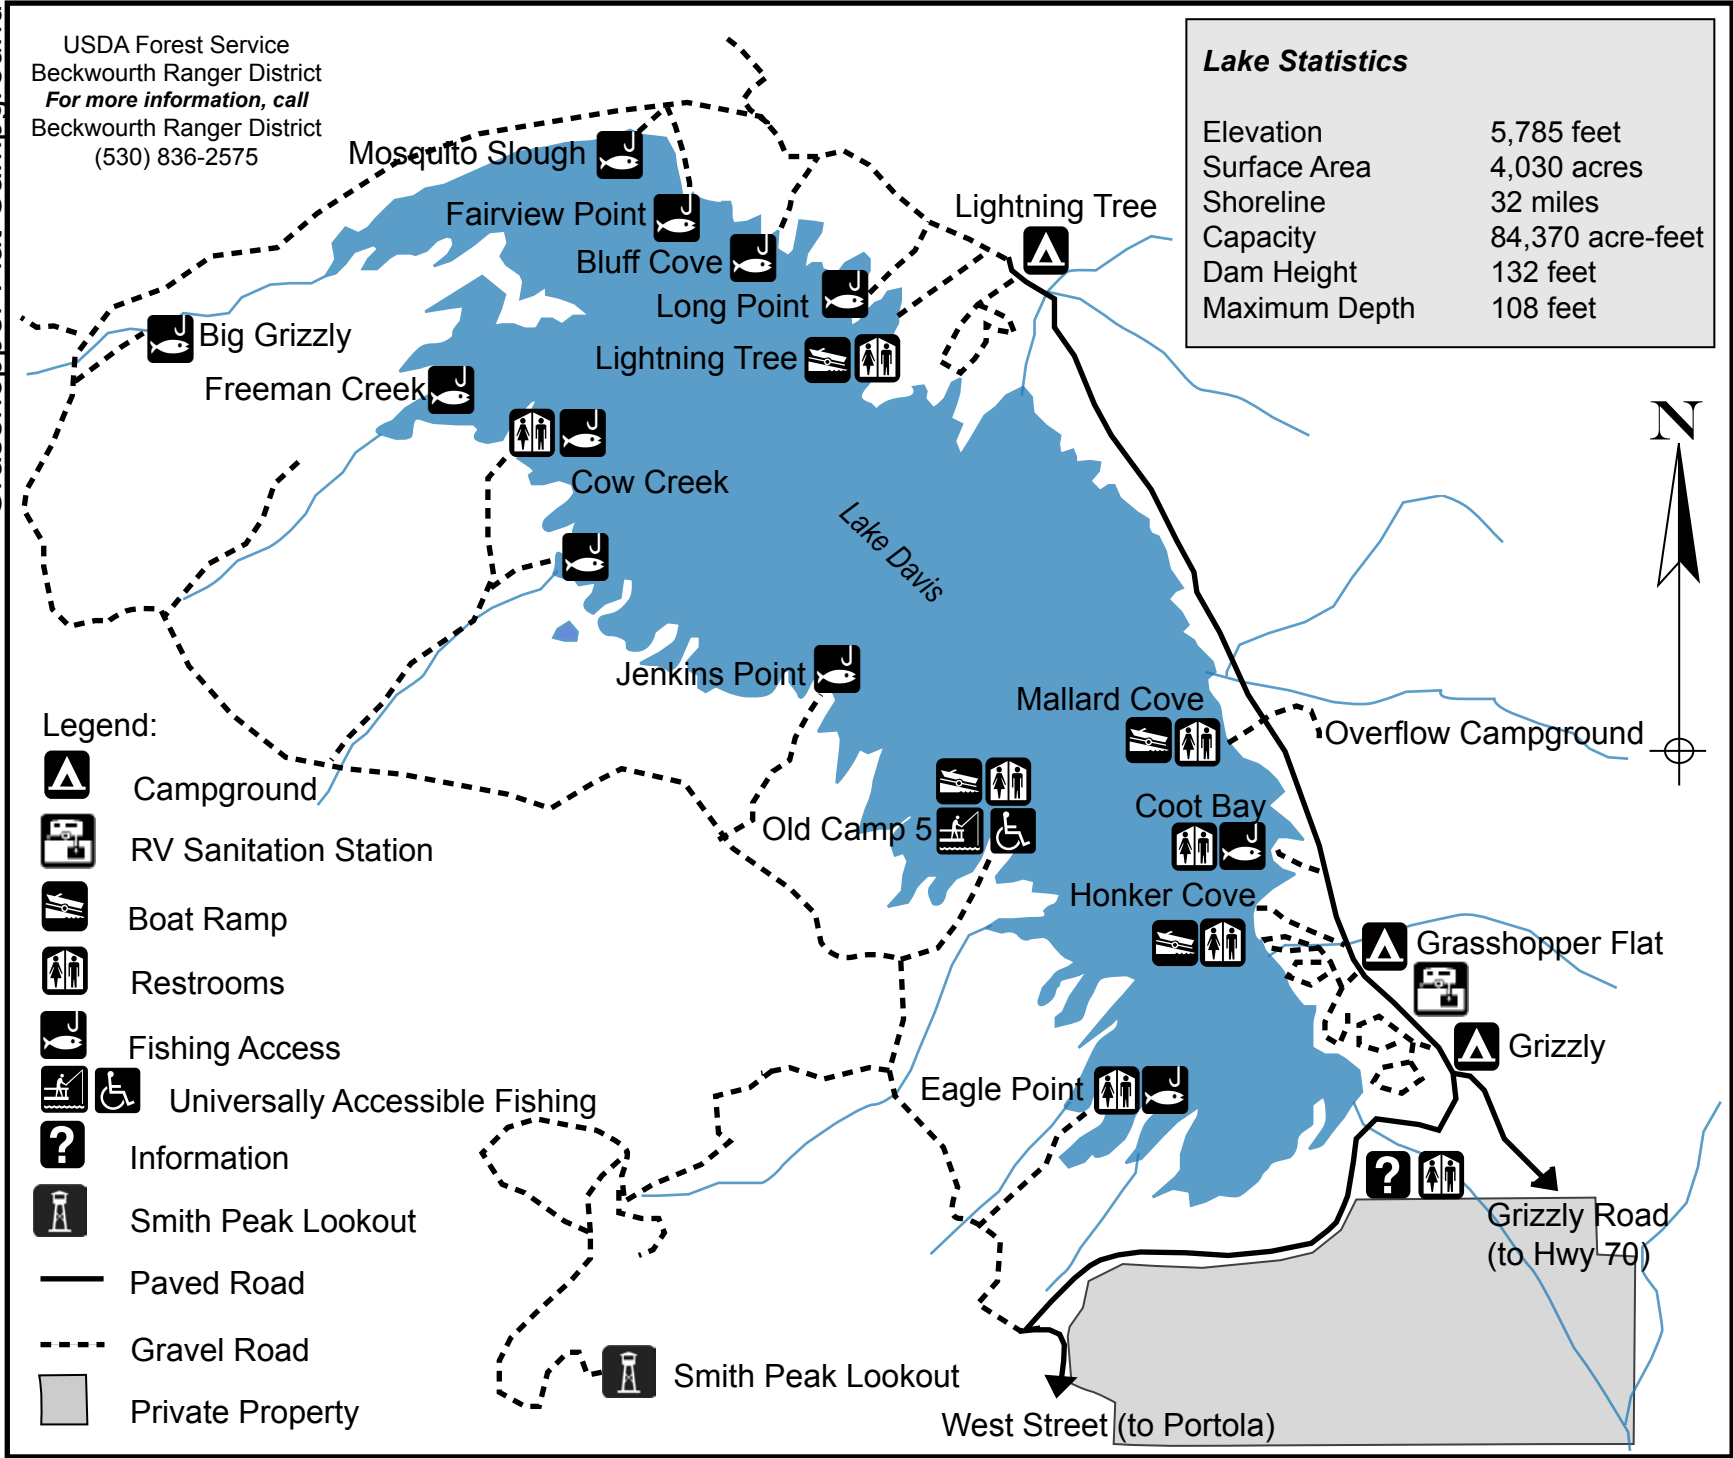 USDA Forest Service
Beckwourth Ranger District
For more information, call
Beckwourth Ranger District
(530) 836-2575
Lake Statistics
Elevation 5,785 feet
Surface Area 4,030 acres
Shoreline 32 miles
Capacity 84,370 acre-feet
Dam Height 132 feet
Maximum Depth 108 feet
Mosquito Slough
Lightning Tree
Fairview Point
Bluff Cove
Long Point
Big Grizzly
Lightning Tree
Freeman Creek
N
Cow Creek
Lake Davis
Jenkins Point
Mallard Cove
Overflow Campground
Coot Bay
Old Camp 5
Honker Cove
Grasshopper Flat
Grizzly
Eagle Point
Grizzly Road
(to Hwy 70)
Smith Peak Lookout
West Street (to Portola)
Legend:
Campground
RV Sanitation Station
Boat Ramp
Restrooms
Fishing Access
Universally Accessible Fishing
?
Information
Smith Peak Lookout
Paved Road
Gravel Road
Private Property
?